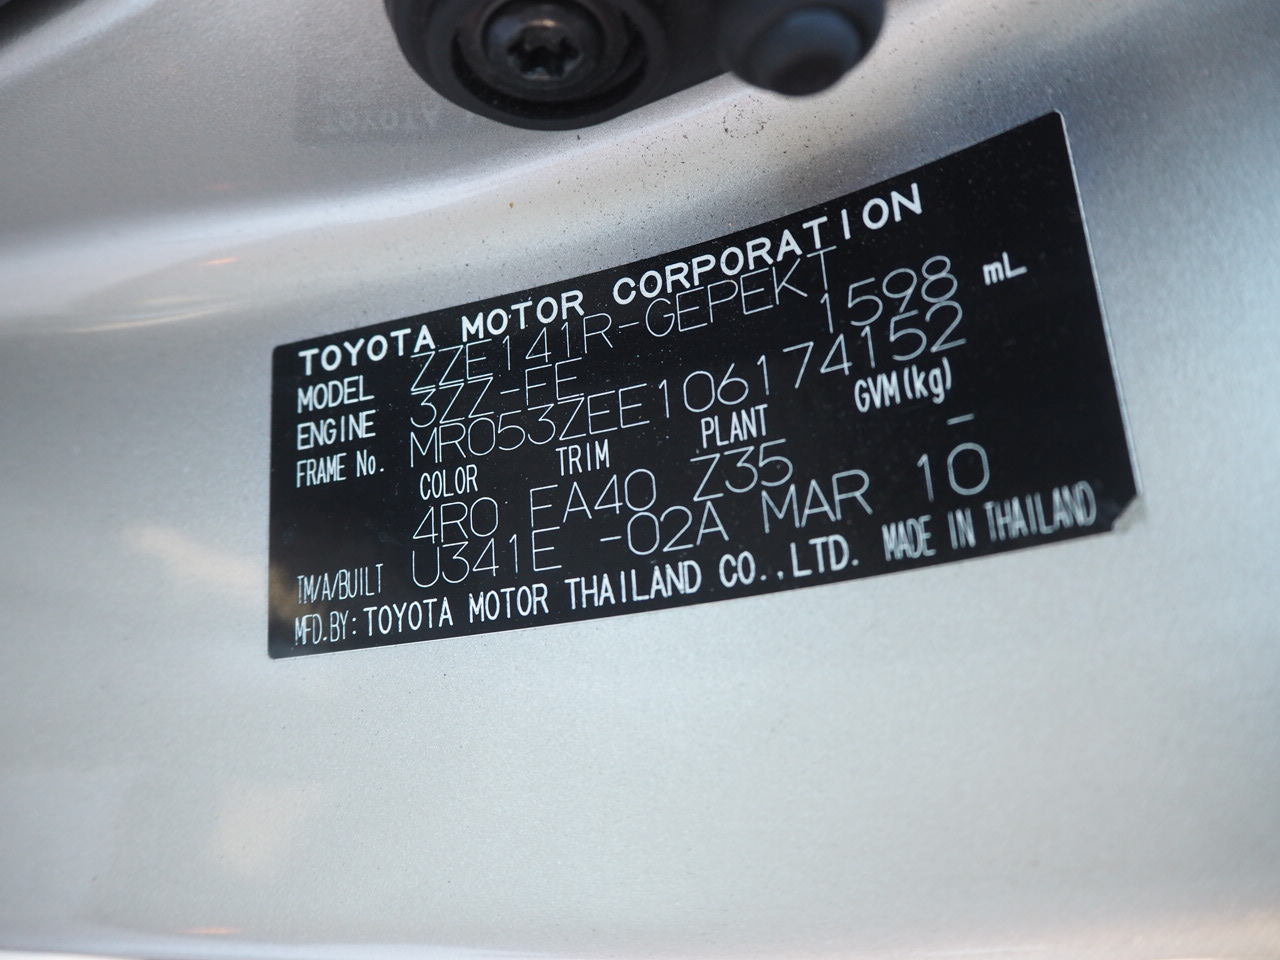 TOYOTA MOTOR CORPORATION
MODEL ZZE141R-GEPEKT
ENGINE 3ZZ-FE 1598 mL
FRAME No. MR053ZEE106174152
COLOR TRIM PLANT GVM(kg)
4R0 EA40 Z35 -
TM/A/BUILT U341E -02A MAR 10
MFD.BY: TOYOTA MOTOR THAILAND CO.,LTD. MADE IN THAILAND